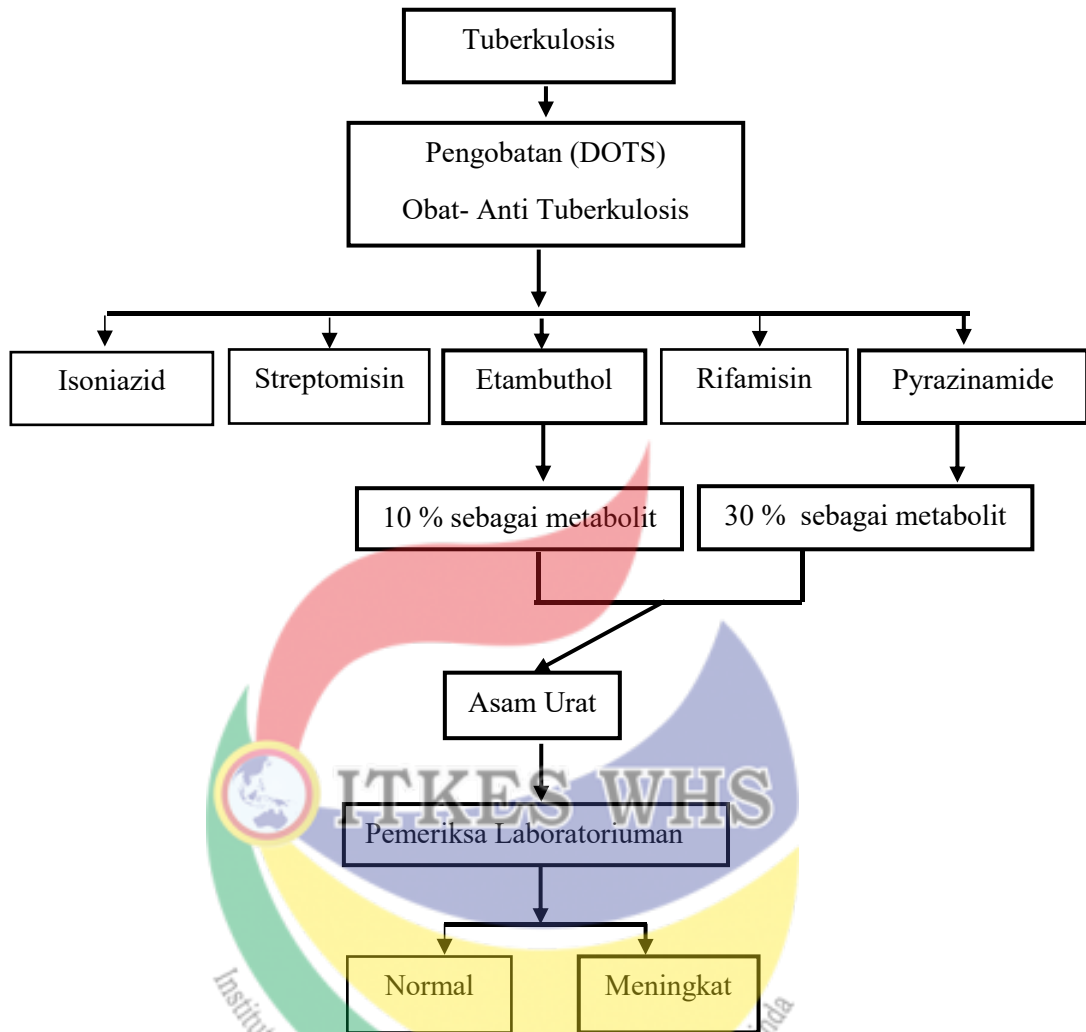 Tuberkulosis
Pengobatan (DOTS)
Obat- Anti Tuberkulosis
Isoniazid
Streptomisin
Etambuthol
Rifamisin
Pyrazinamide
10 % sebagai metabolit
30 % sebagai metabolit
Asam Urat
ITKES WHS
Pemeriksa Laboratoriuman
Normal
Meningkat